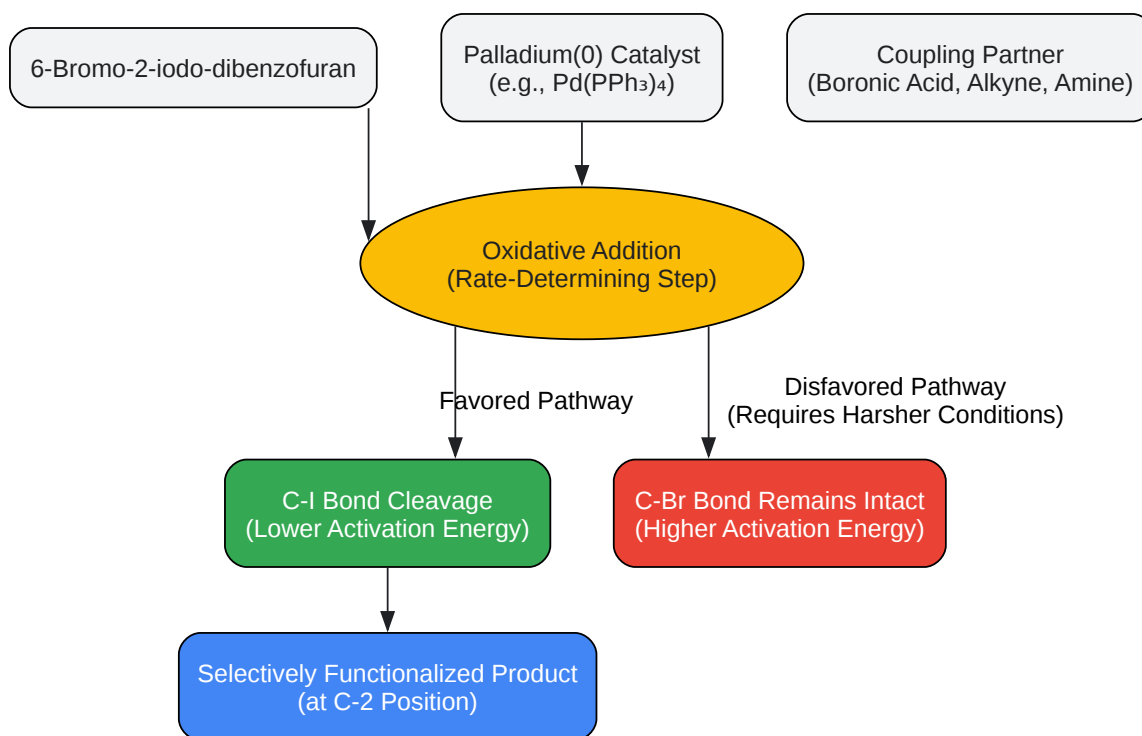 6-Bromo-2-iodo-dibenzofuran
Palladium(0) Catalyst
(e.g., Pd(PPh₃)₄)
Coupling Partner
(Boronic Acid, Alkyne, Amine)
Oxidative Addition
(Rate-Determining Step)
Favored Pathway
Disfavored Pathway
(Requires Harsher Conditions)
C-I Bond Cleavage
(Lower Activation Energy)
C-Br Bond Remains Intact
(Higher Activation Energy)
Selectively Functionalized Product
(at C-2 Position)